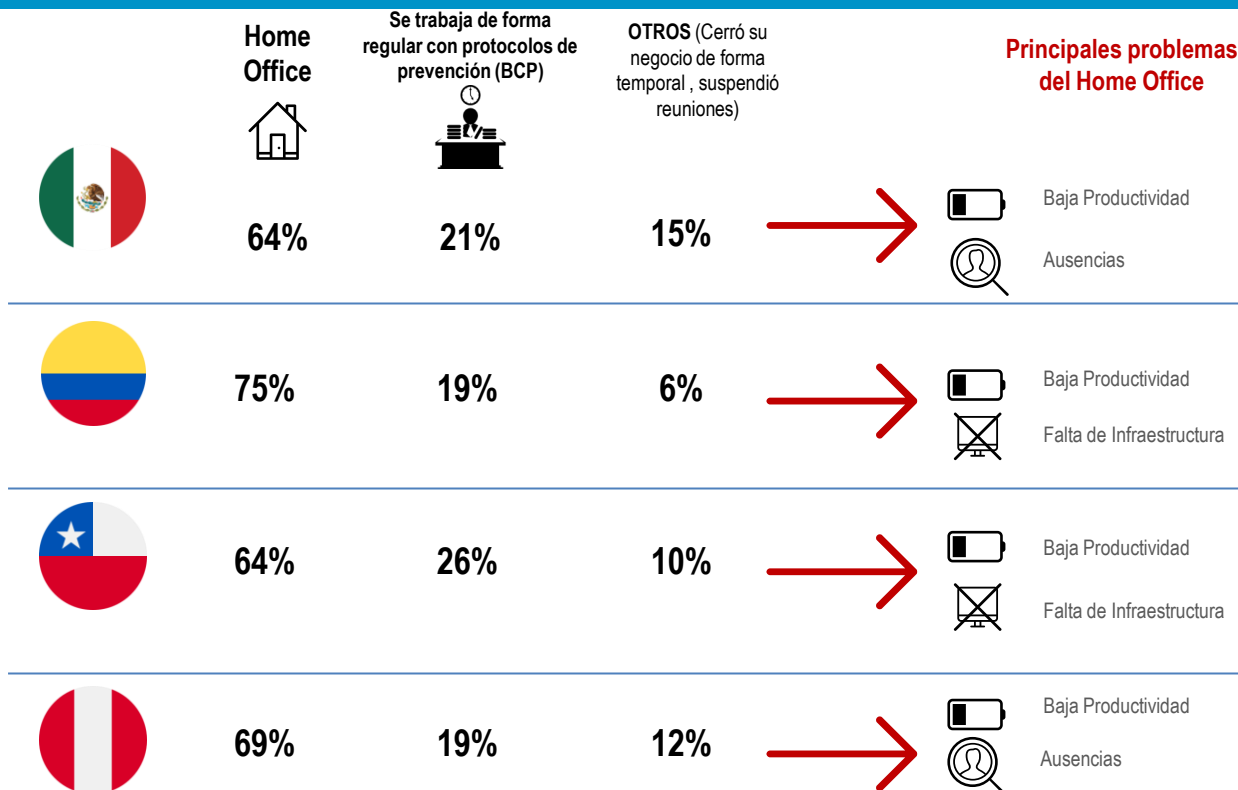 Home
Office
Se trabaja de forma
regular con protocolos de
prevención (BCP)
OTROS (Cerró su
negocio de forma
temporal , suspendió
reuniones)
Principales problemas
del Home Office
64%
21%
15%
Baja Productividad
Ausencias
75%
19%
6%
Baja Productividad
Falta de Infraestructura
64%
26%
10%
Baja Productividad
Falta de Infraestructura
69%
19%
12%
Baja Productividad
Ausencias